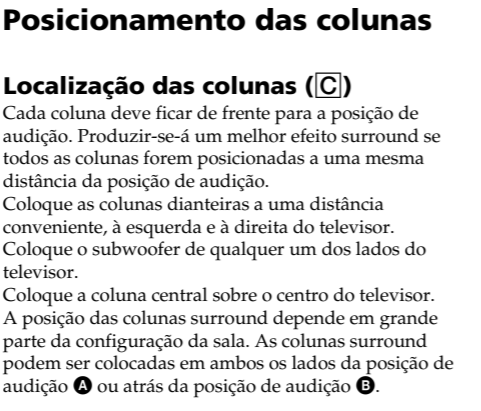 Posicionamento das colunas
Localização das colunas (C)
Cada coluna deve ficar de frente para a posição de
audição. Produzir-se-á um melhor efeito surround se
todos as colunas forem posicionadas a uma mesma
distância da posição de audição.
Coloque as colunas dianteiras a uma distância
conveniente, à esquerda e à direita do televisor.
Coloque o subwoofer de qualquer um dos lados do
televisor.
Coloque a coluna central sobre o centro do televisor.
A posição das colunas surround depende em grande
parte da configuração da sala. As colunas surround
podem ser colocadas em ambos os lados da posição de
audição A ou atrás da posição de audição B.